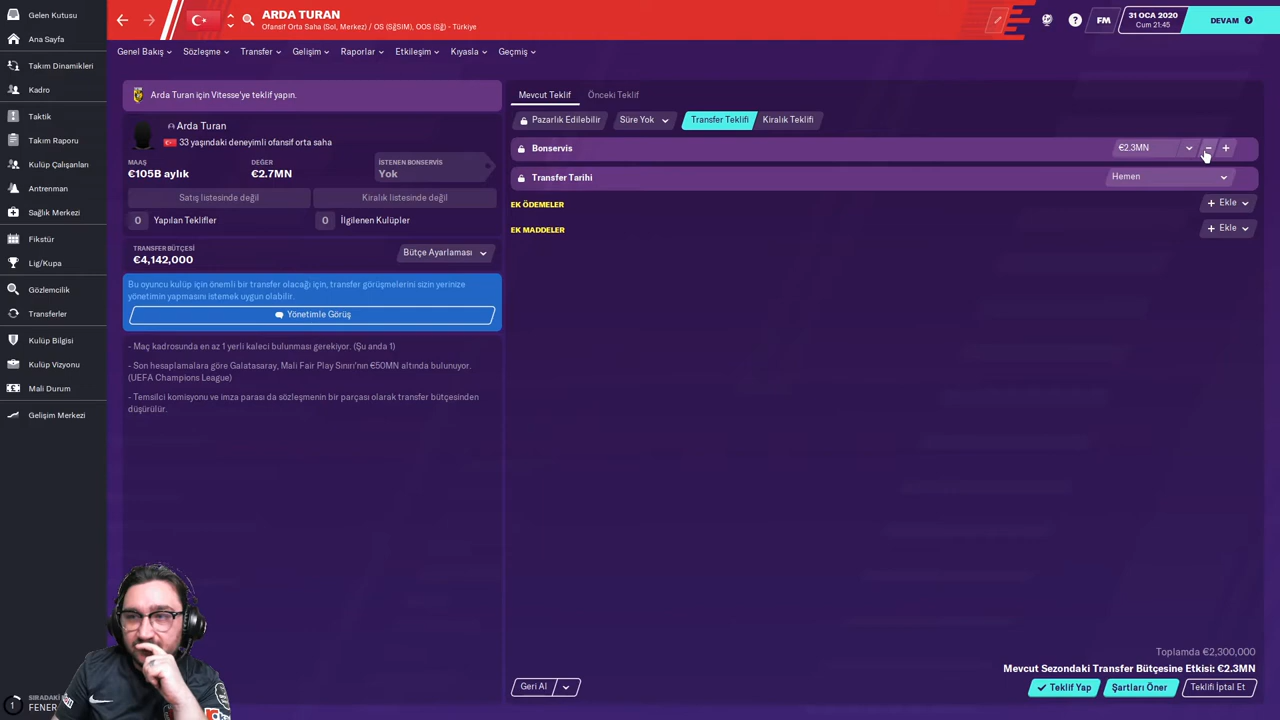 Gelen Kutusu
Ana Sayfa
Takım Dinamikleri
Kadro
Taktik
Takım Raporu
Kulüp Çalışanları
Antrenman
Sağlık Merkezi
Fikstür
Lig/Kupa
Gözlemcilik
Transferler
Kulüp Bilgisi
Kulüp Vizyonu
Mali Durum
Gelişim Merkezi
1
SIRADAKİ
FENER
ARDA TURAN
Ofansif Orta Saha (Sol, Merkez) / OS (SğSlM), OOS (Sğ) - Türkiye
FM
31 OCA 2020
Cum 21:45
DEVAM
Genel Bakış
Sözleşme
Transfer
Gelişim
Raporlar
Etkileşim
Kıyasla
Geçmiş
Arda Turan için Vitesse'ye teklif yapın.
Arda Turan
33 yaşındaki deneyimli ofansif orta saha
MAAŞ
€105B aylık
DEĞER
€2.7MN
İSTENEN BONSERVİS
Yok
Satış listesinde değil
Kiralık listesinde değil
0 Yapılan Teklifler
0 İlgilenen Kulüpler
TRANSFER BÜTÇESİ
€4,142,000
Bütçe Ayarlaması
Bu oyuncu kulüp için önemli bir transfer olacağı için, transfer görüşmelerini sizin yerinize
yönetimin yapmasını istemek uygun olabilir.
Yönetimle Görüş
- Maç kadrosunda en az 1 yerli kaleci bulunması gerekiyor. (Şu anda 1)
- Son hesaplamalara göre Galatasaray, Mali Fair Play Sınırı'nın €50MN altında bulunuyor.
(UEFA Champions League)
- Temsilci komisyonu ve imza parası da sözleşmenin bir parçası olarak transfer bütçesinden
düşürülür.
Mevcut Teklif
Önceki Teklif
Pazarlık Edilebilir
Süre Yok
Transfer Teklifi
Kiralık Teklifi
Bonservis
€2.3MN
Transfer Tarihi
Hemen
EK ÖDEMELER
Ekle
EK MADDELER
Ekle
Toplamda €2,300,000
Mevcut Sezondaki Transfer Bütçesine Etkisi: €2.3MN
Geri Al
Teklif Yap
Şartları Öner
Teklifi İptal Et